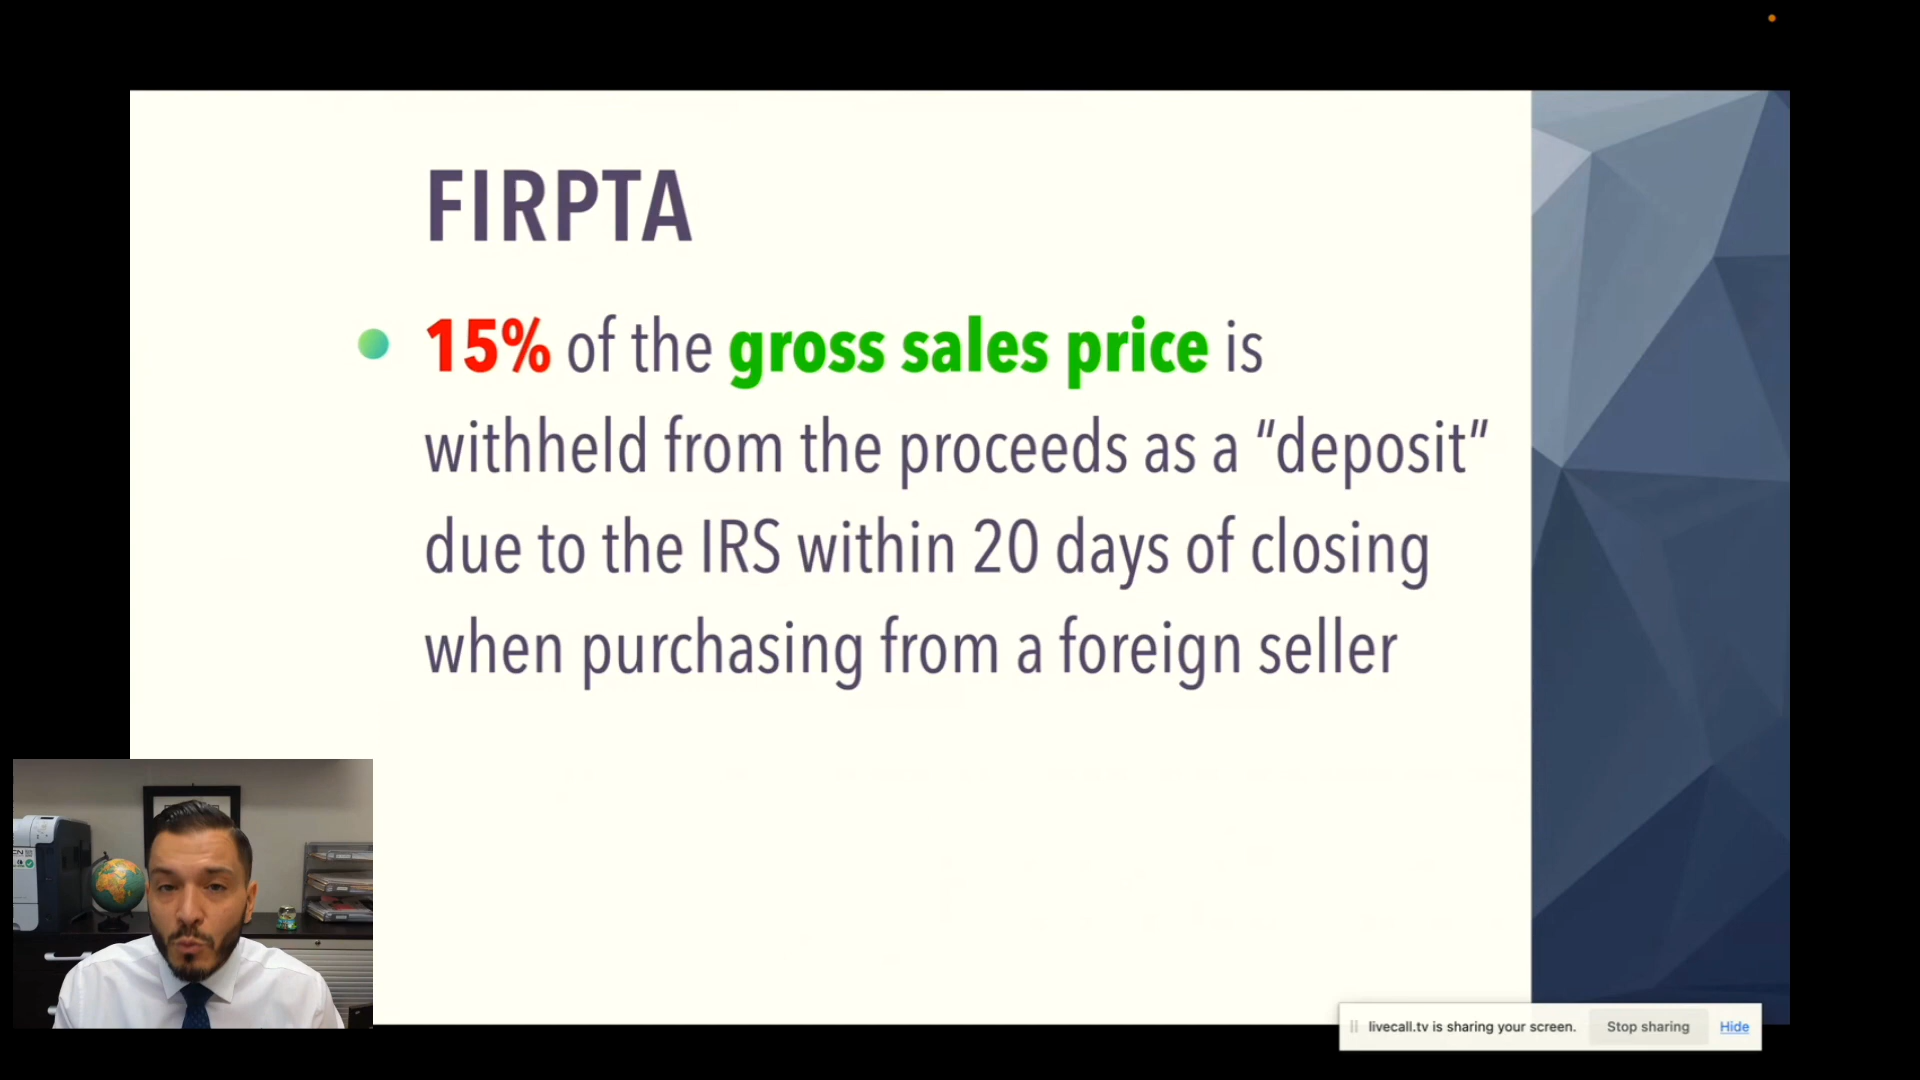 FIRPTA
15% of the gross sales price is
withheld from the proceeds as a “deposit”
due to the IRS within 20 days of closing
when purchasing from a foreign seller
livecall.tv is sharing your screen. Stop sharing Hide